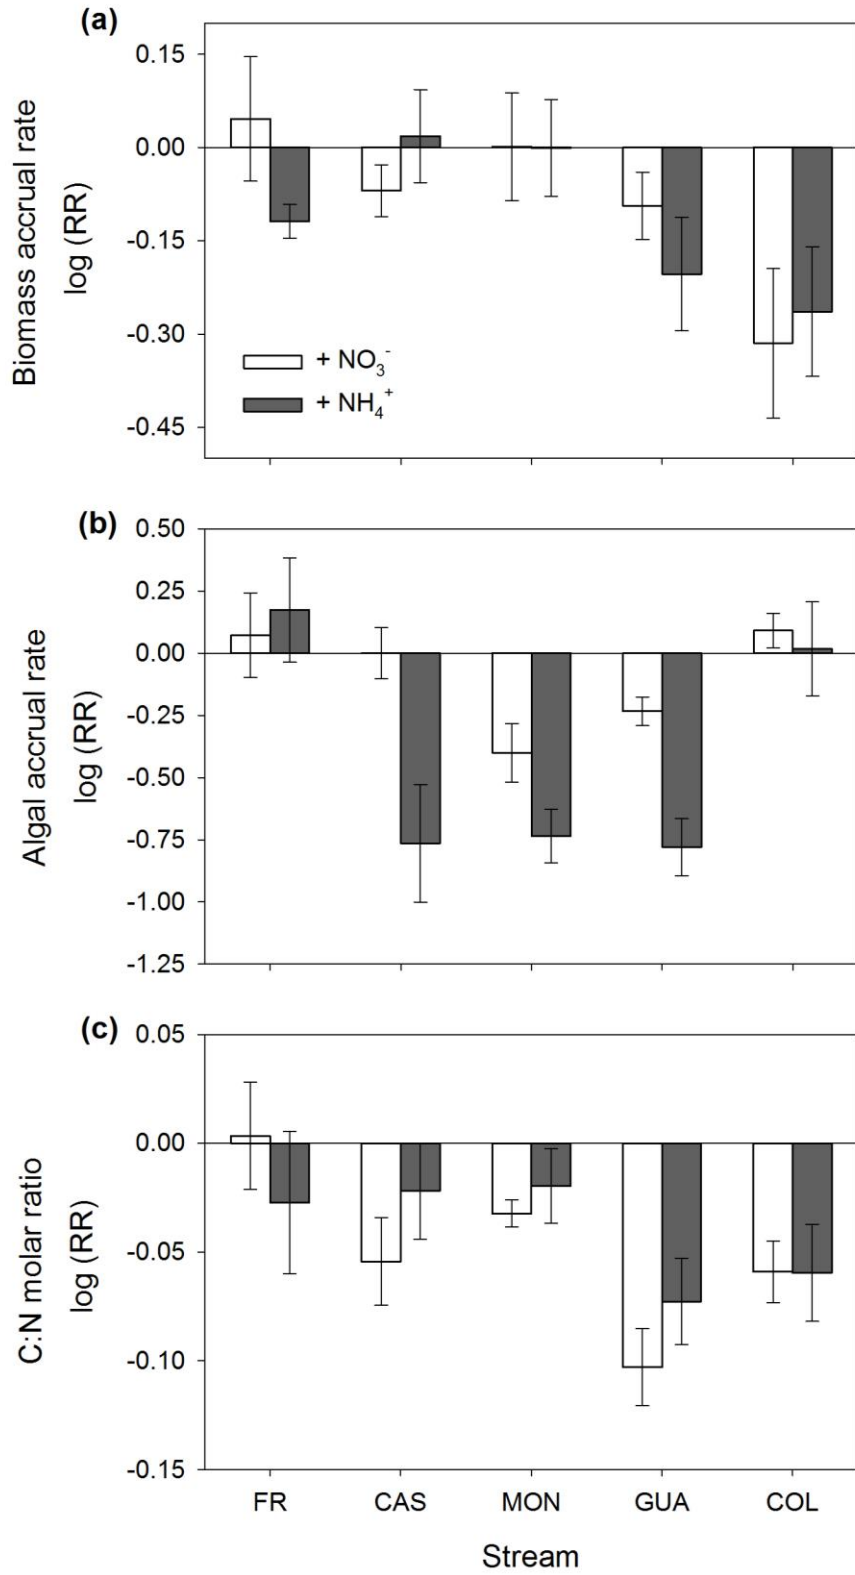 (a)
Biomass accrual rate
log (RR)
0.15
0.00
-0.15
-0.30
-0.45
+ NO₃⁻
+ NH₄⁺
(b)
Algal accrual rate
log (RR)
0.50
0.25
0.00
-0.25
-0.50
-0.75
-1.00
-1.25
(c)
C:N molar ratio
log (RR)
0.05
0.00
-0.05
-0.10
-0.15
FR CAS MON GUA COL
Stream